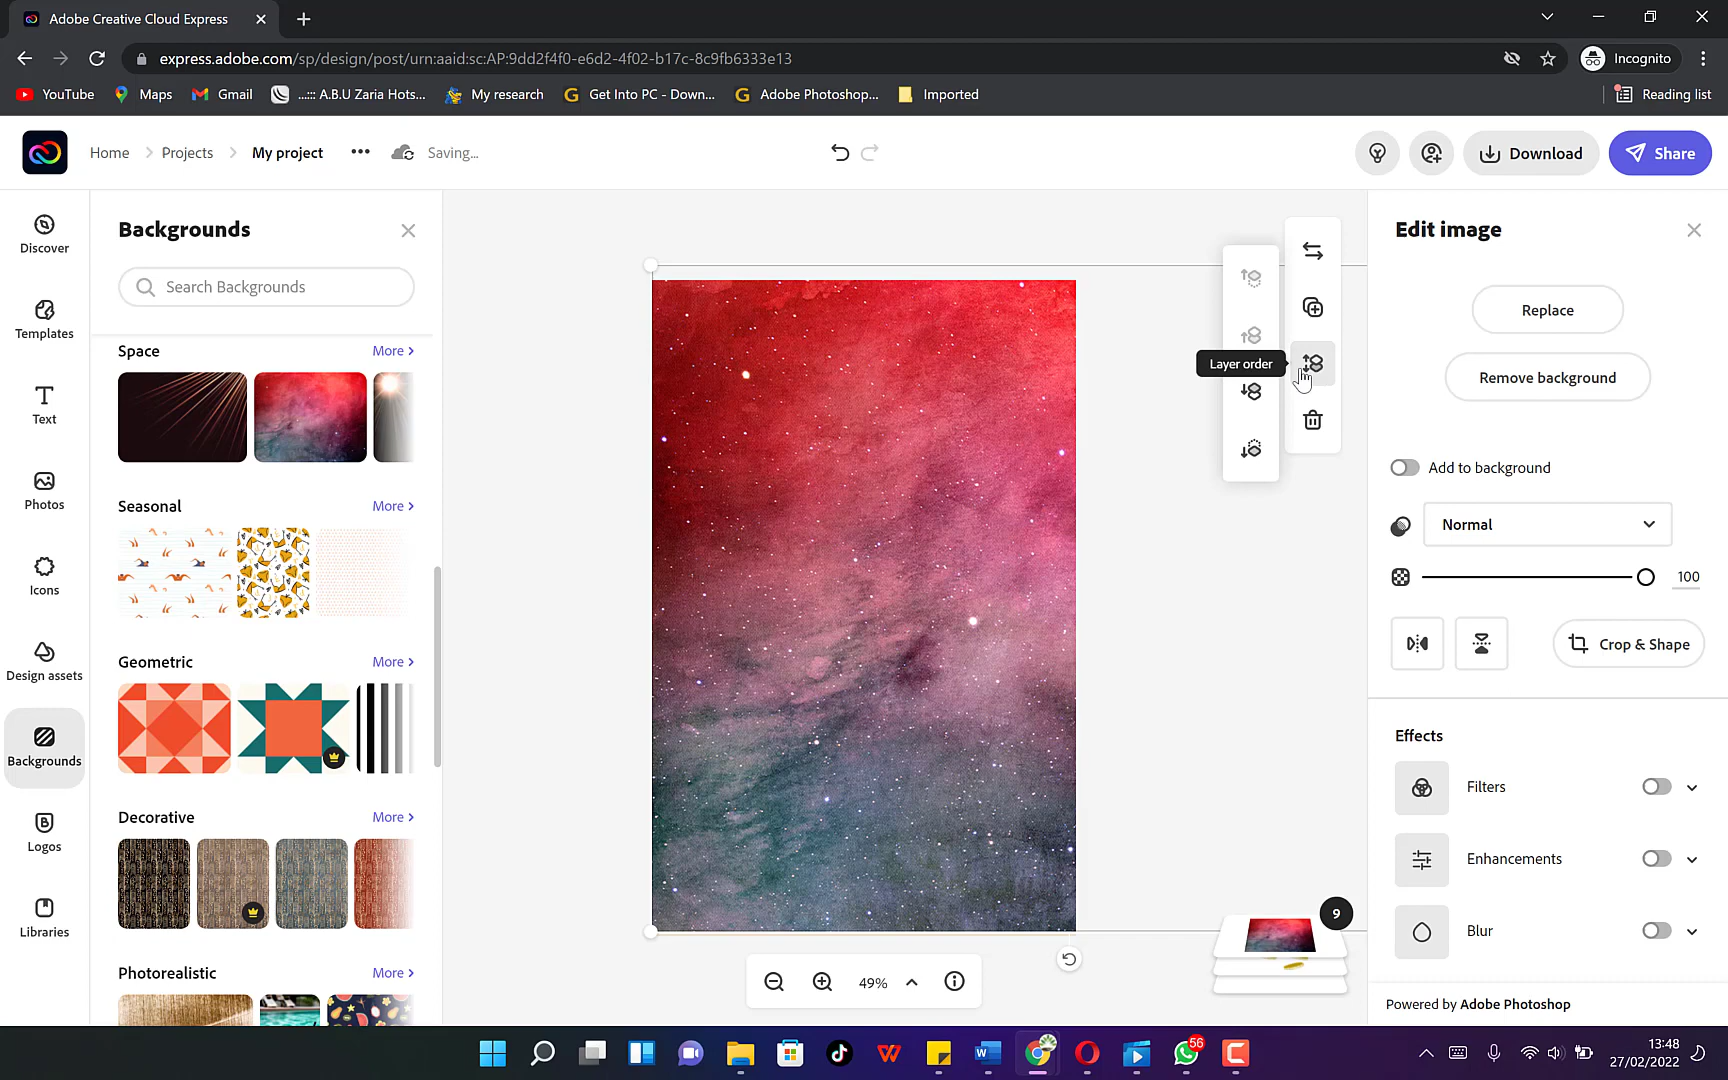 Adobe Creative Cloud Express
express.adobe.com/sp/design/post/urn:aaid:sc:AP:9dd2f4f0-e6d2-4f02-b17c-8c9fb6333e13
Incognito
YouTube
Maps
Gmail
...::: A.B.U Zaria Hots...
My research
Get Into PC - Down...
Adobe Photoshop...
Imported
Reading list
Home
Projects
My project
Saving...
Download
Share
Discover
Templates
Text
Photos
Icons
Design assets
Backgrounds
Logos
Libraries
Backgrounds
Search Backgrounds
Space
More
Seasonal
More
Geometric
More
Decorative
More
Photorealistic
More
Layer order
9
49%
Edit image
Replace
Remove background
Add to background
Normal
100
Crop & Shape
Effects
Filters
Enhancements
Blur
Powered by Adobe Photoshop
56
13:48
27/02/2022